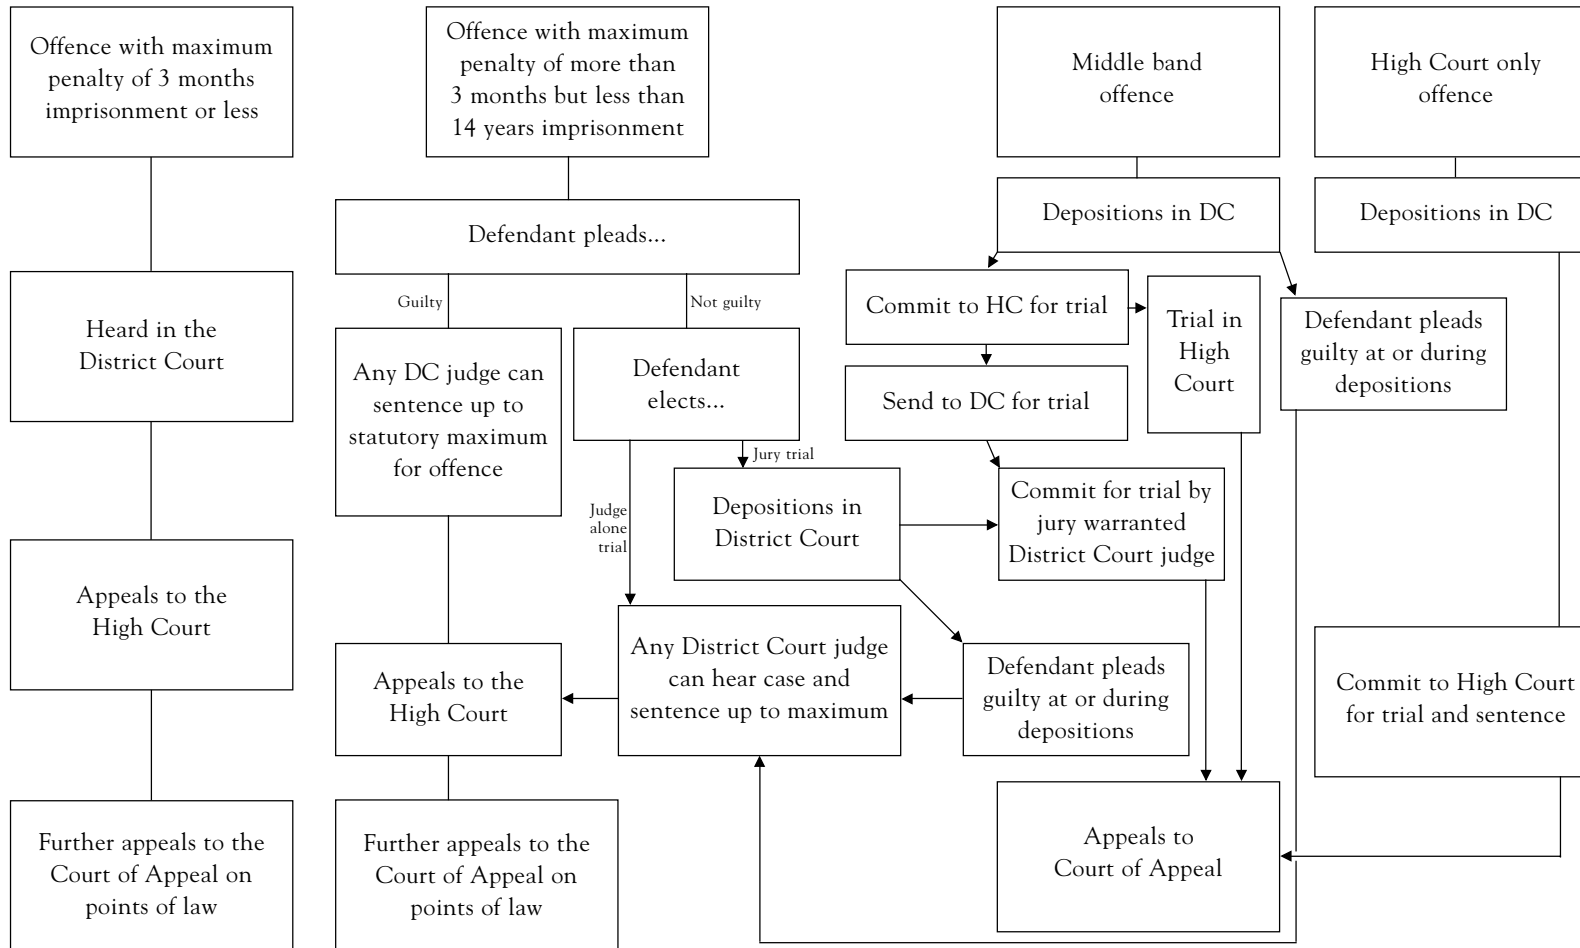 Offence with maximum
penalty of 3 months
imprisonment or less
Offence with maximum
penalty of more than
3 months but less than
14 years imprisonment
Middle band
offence
High Court only
offence
Depositions in DC
Depositions in DC
Defendant pleads...
Guilty
Not guilty
Heard in the
District Court
Any DC judge can
sentence up to
statutory maximum
for offence
Defendant
elects...
Commit to HC for trial
Trial in
High
Court
Defendant pleads
guilty at or during
depositions
Send to DC for trial
Jury trial
Judge
alone
trial
Depositions in
District Court
Commit for trial by
jury warranted
District Court judge
Appeals to the
High Court
Appeals to the
High Court
Any District Court judge
can hear case and
sentence up to maximum
Defendant pleads
guilty at or during
depositions
Commit to High Court
for trial and sentence
Further appeals to the
Court of Appeal on
points of law
Further appeals to the
Court of Appeal on
points of law
Appeals to
Court of Appeal